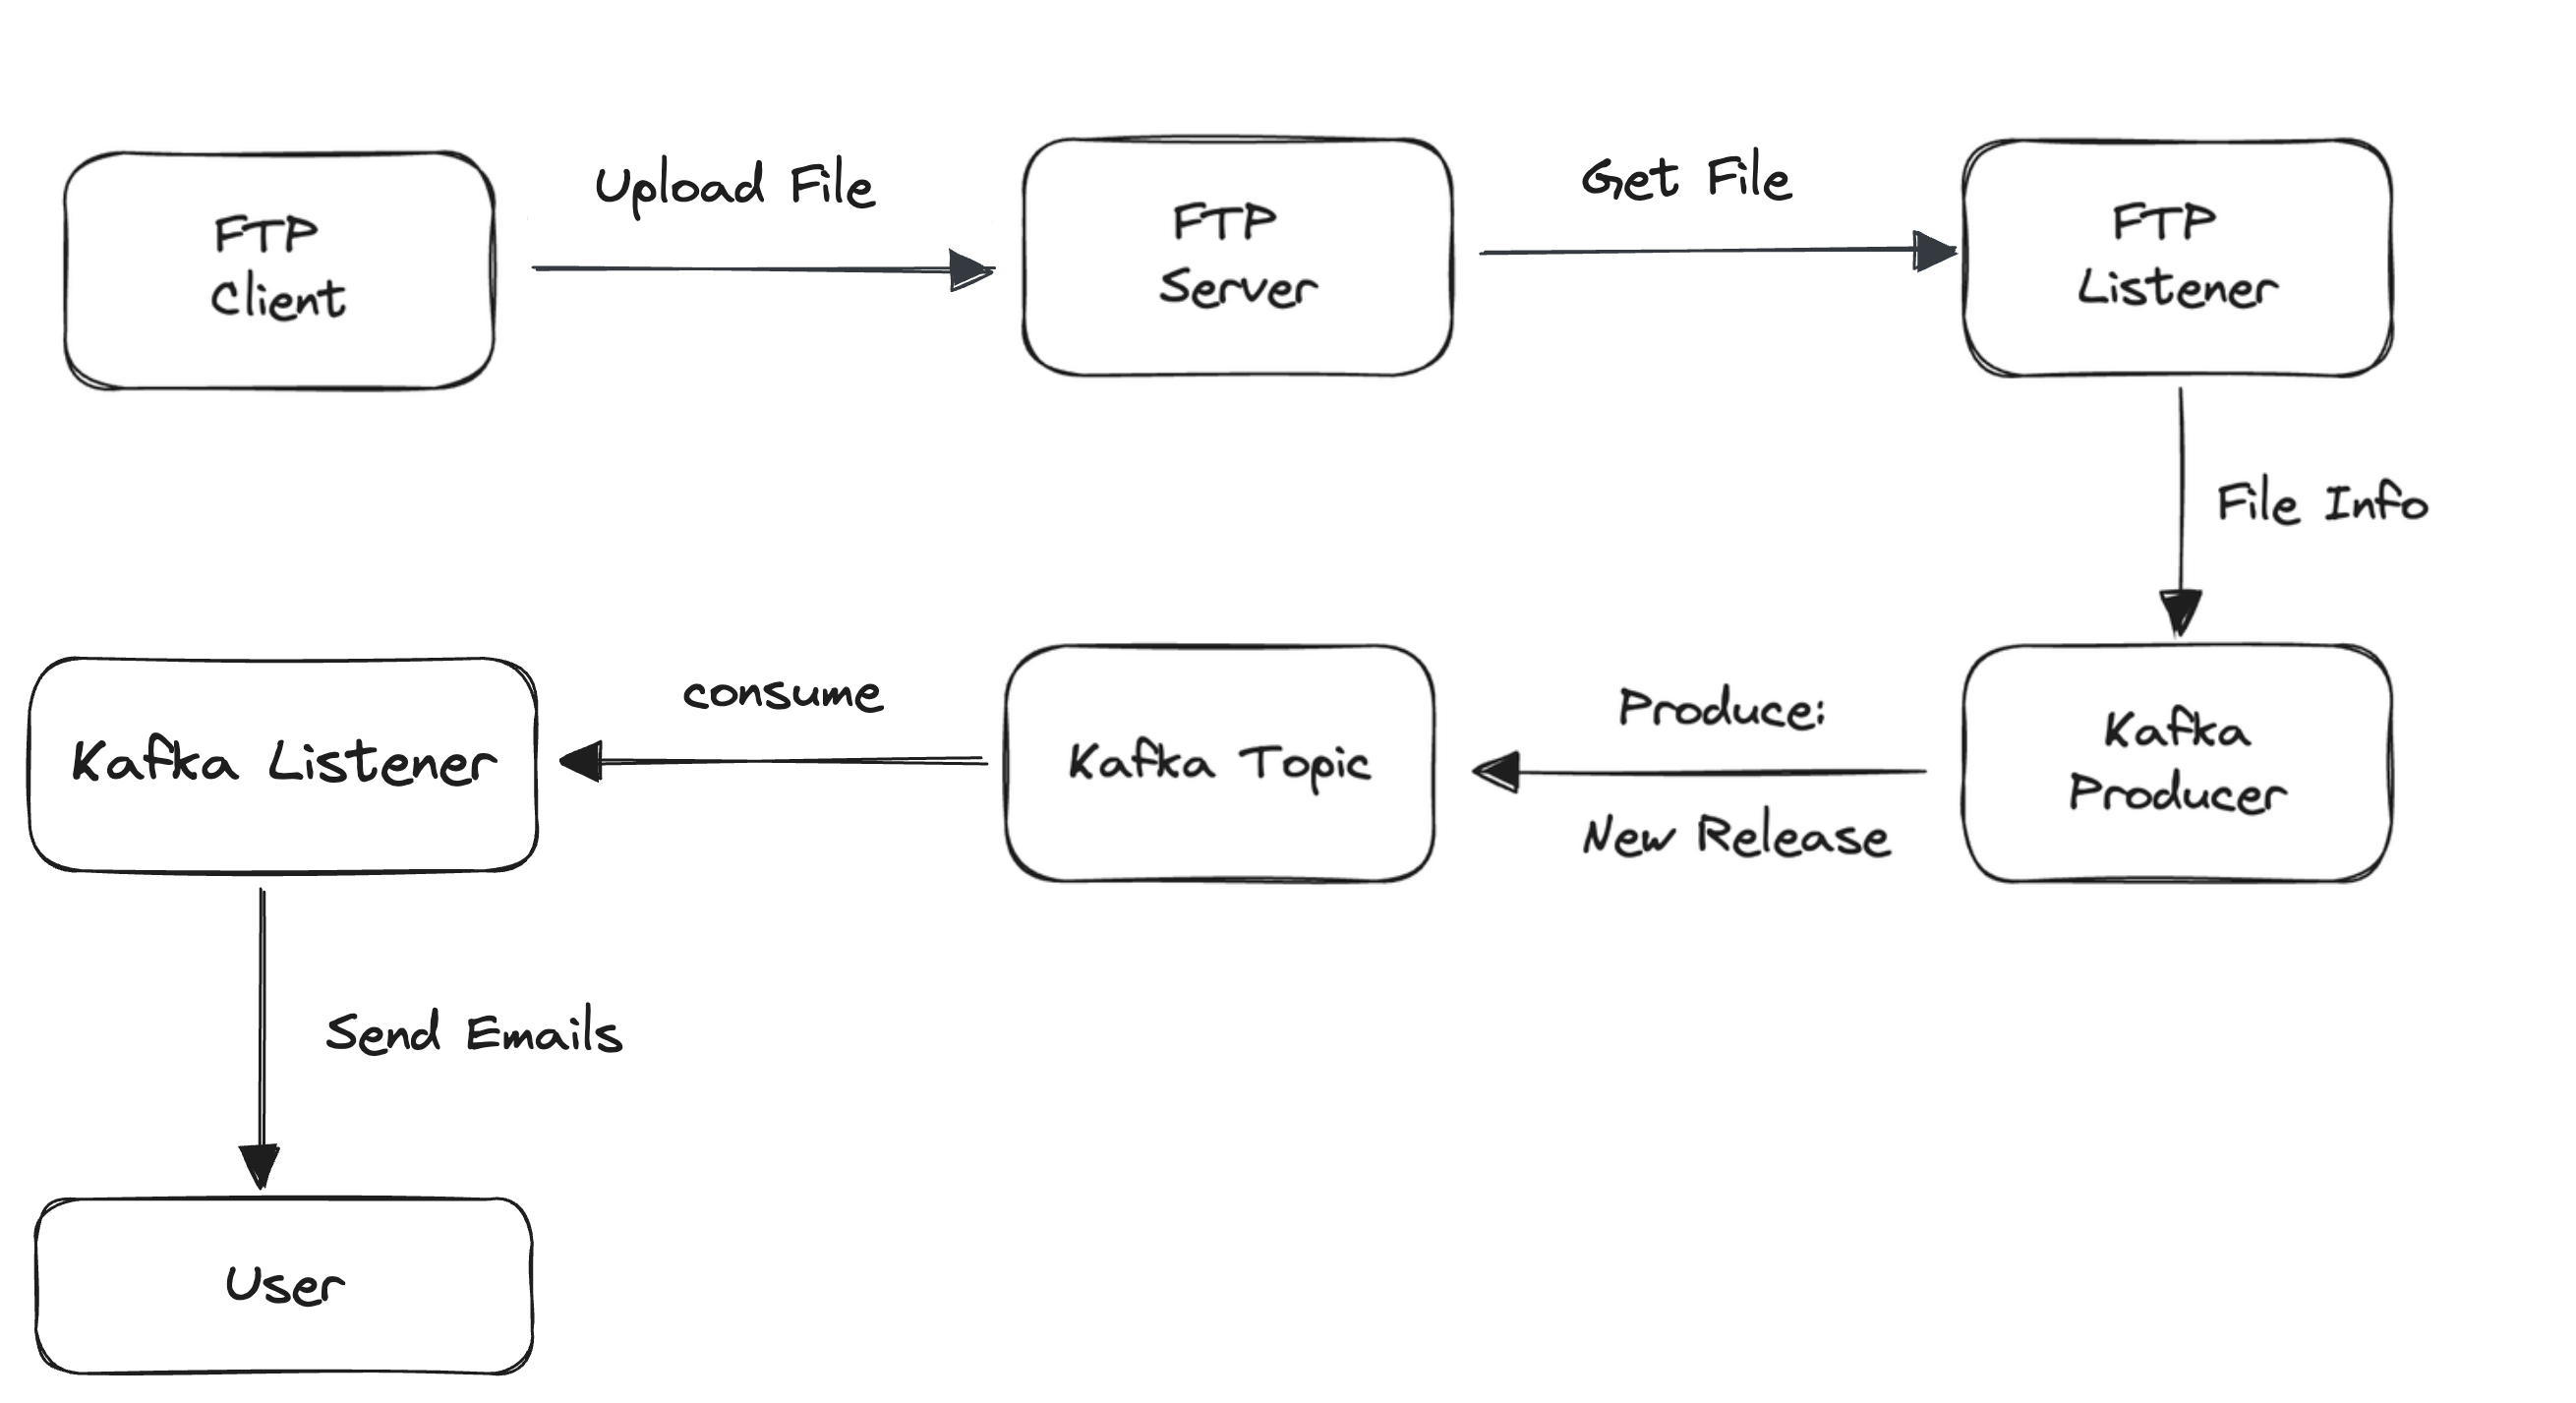 FTP
Client
Upload File
FTP
Server
Get File
FTP
Listener
File Info
Kafka Listener
consume
Kafka Topic
Produce:
New Release
Kafka
Producer
Send Emails
User